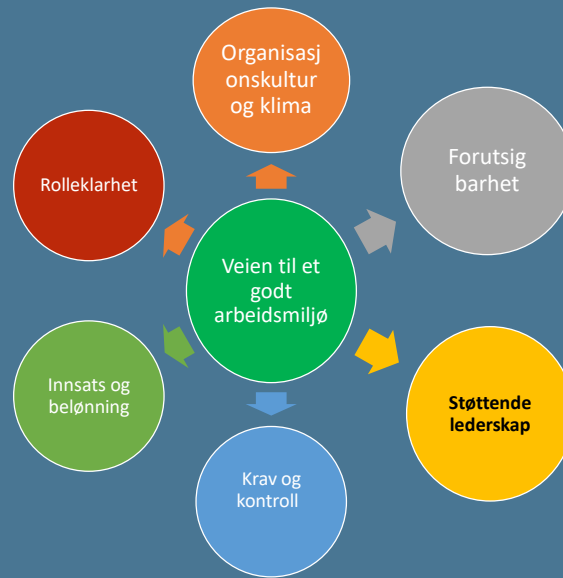 Organisasj
onskultur
og klima
Forutsig
barhet
Rolleklarhet
Veien til et
godt
arbeidsmiljø
Innsats og
belønning
Støttende
lederskap
Krav og
kontroll